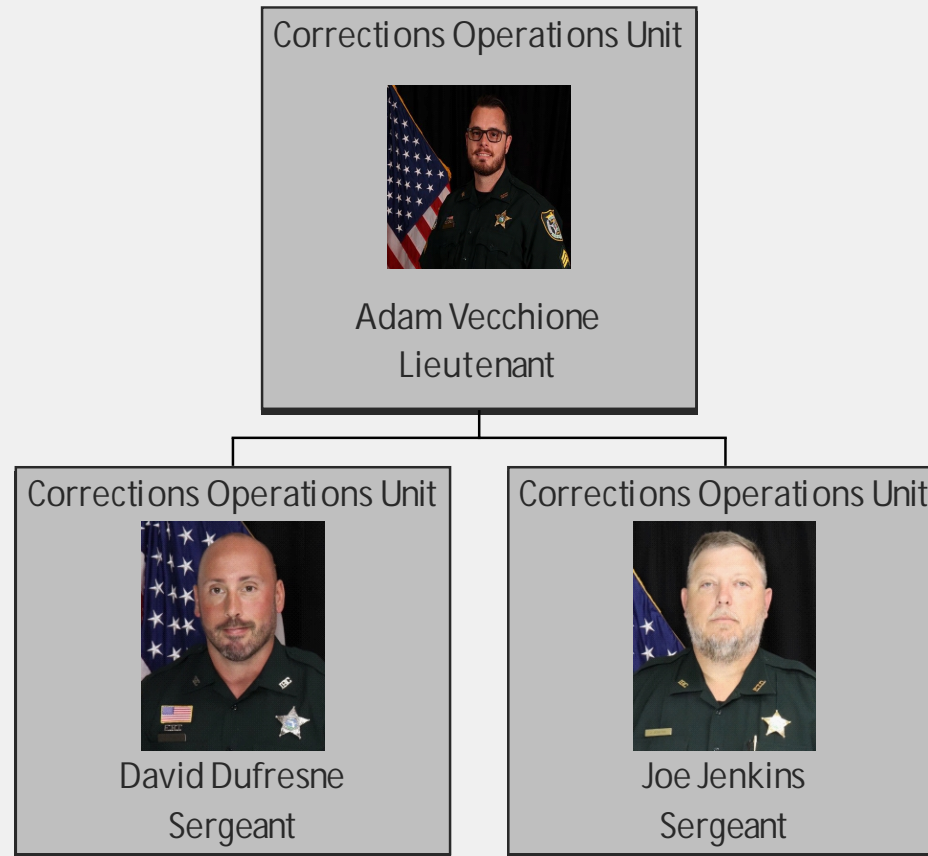 Corrections Operations Unit
Adam Vecchione
Lieutenant
Corrections Operations Unit
David Dufresne
Sergeant
Corrections Operations Unit
Joe Jenkins
Sergeant